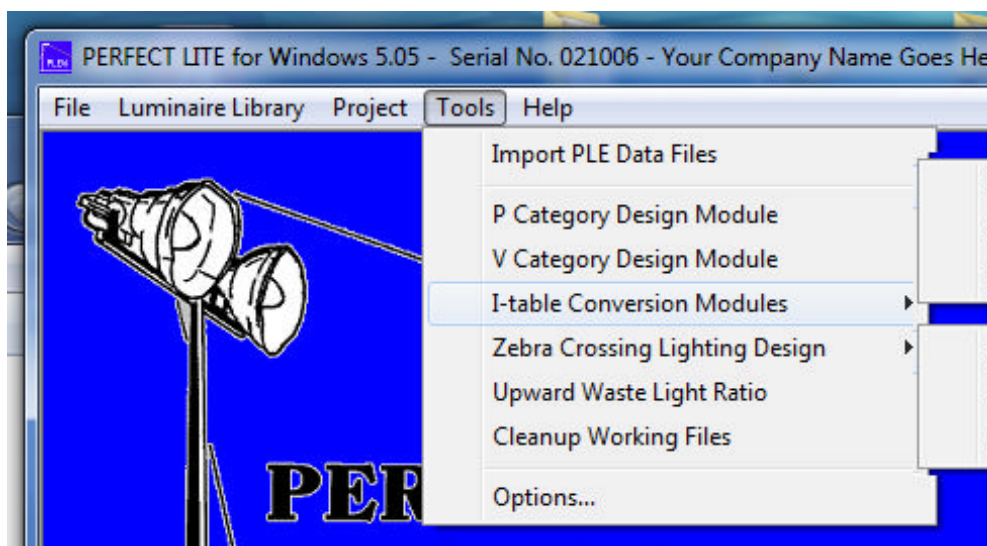 PERFECT LITE for Windows 5.05 - Serial No. 021006 - Your Company Name Goes He
File Luminaire Library Project Tools Help
Import PLE Data Files
P Category Design Module
V Category Design Module
I-table Conversion Modules
Zebra Crossing Lighting Design
Upward Waste Light Ratio
Cleanup Working Files
Options...
PER